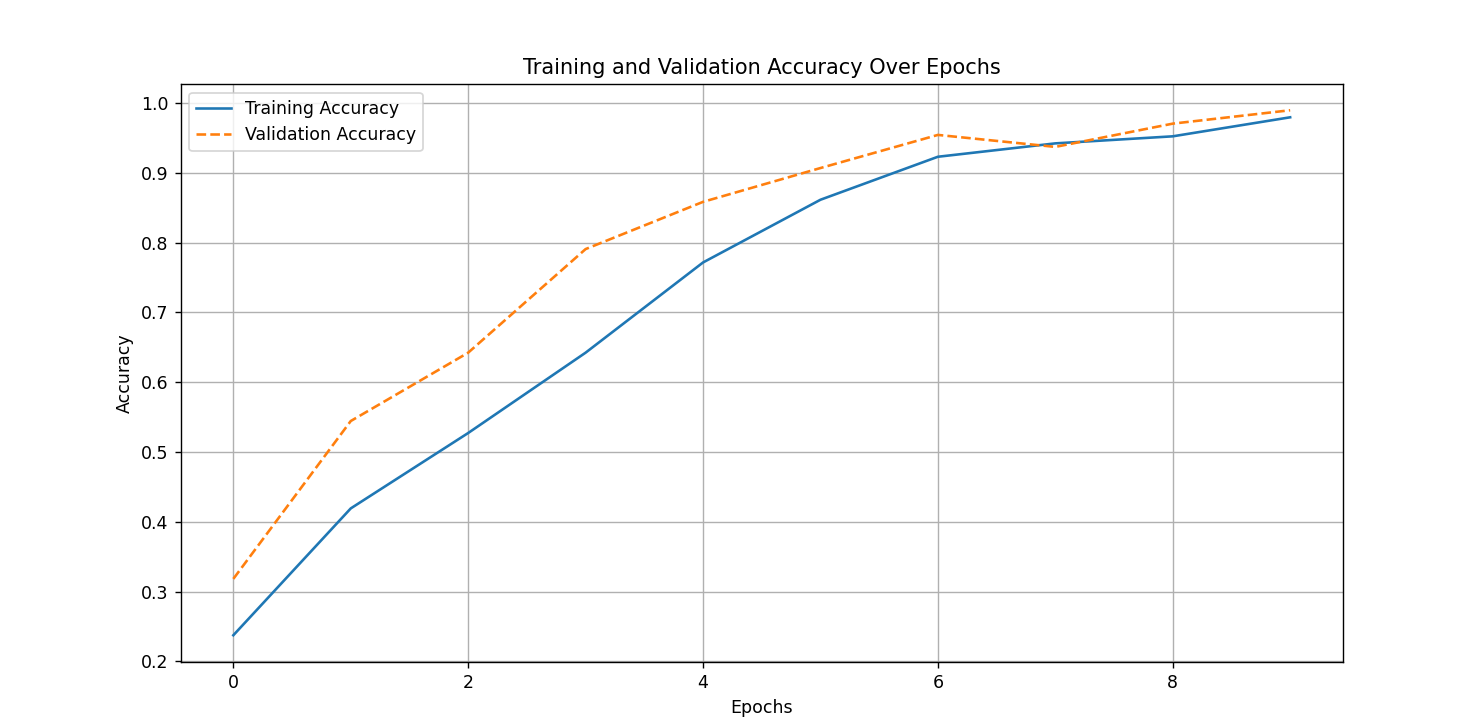 Training and Validation Accuracy Over Epochs
Training Accuracy
Validation Accuracy
1.0
0.9
0.8
0.7
0.6
0.5
0.4
0.3
0.2
Accuracy
0 2 4 6 8
Epochs